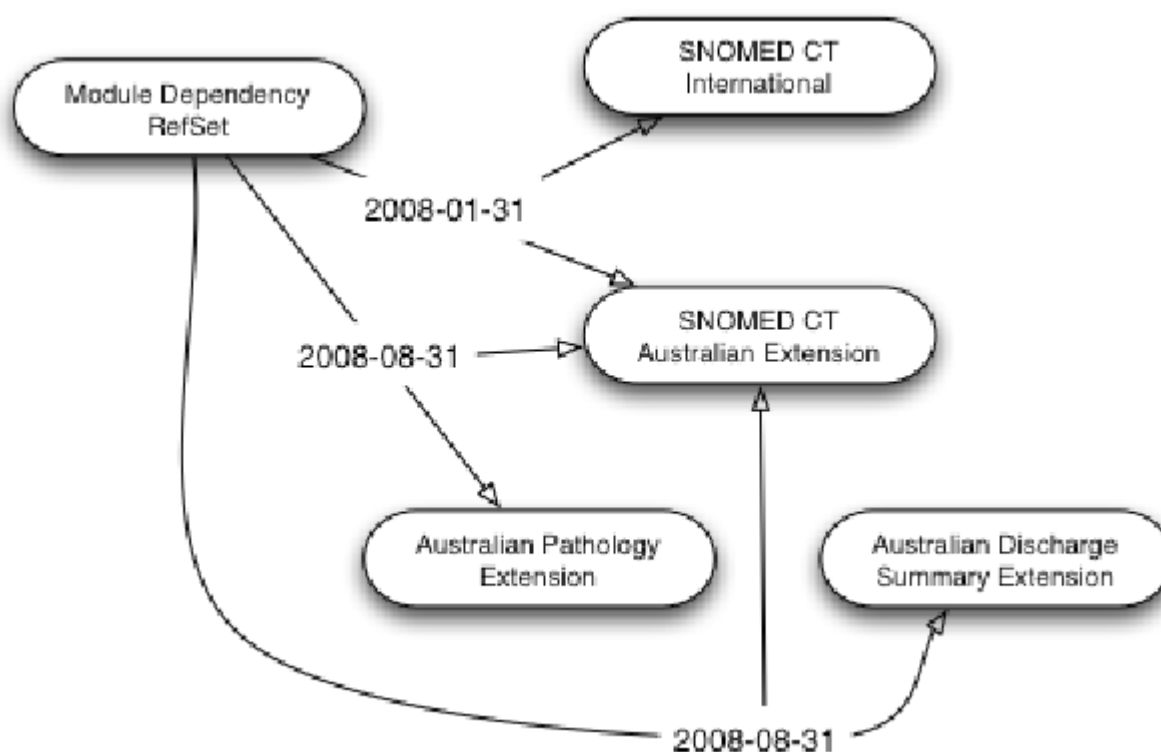 SNOMED CT
International
Module Dependency
RefSet
2008-01-31
SNOMED CT
Australian Extension
2008-08-31
Australian Pathology
Extension
Australian Discharge
Summary Extension
2008-08-31